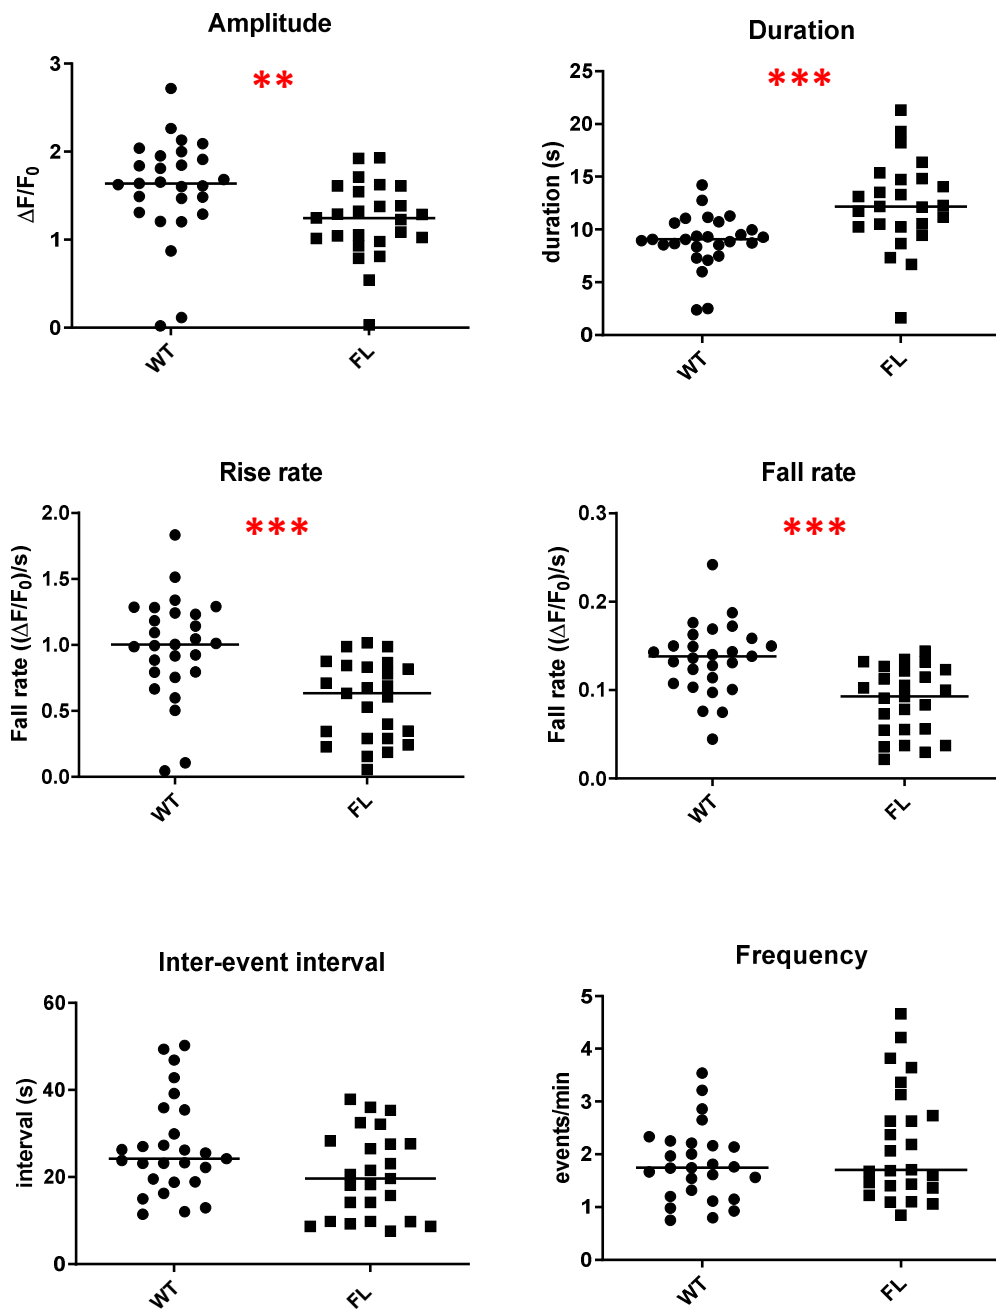 Amplitude
**
ΔF/F0
3
2
1
0
WT
FL
Duration
***
duration (s)
25
20
15
10
5
0
WT
FL
Rise rate
***
Fall rate ((ΔF/F0)/s)
2.0
1.5
1.0
0.5
0.0
WT
FL
Fall rate
***
Fall rate ((ΔF/F0)/s)
0.3
0.2
0.1
0.0
WT
FL
Inter-event interval
interval (s)
60
40
20
0
WT
FL
Frequency
events/min
5
4
3
2
1
0
WT
FL